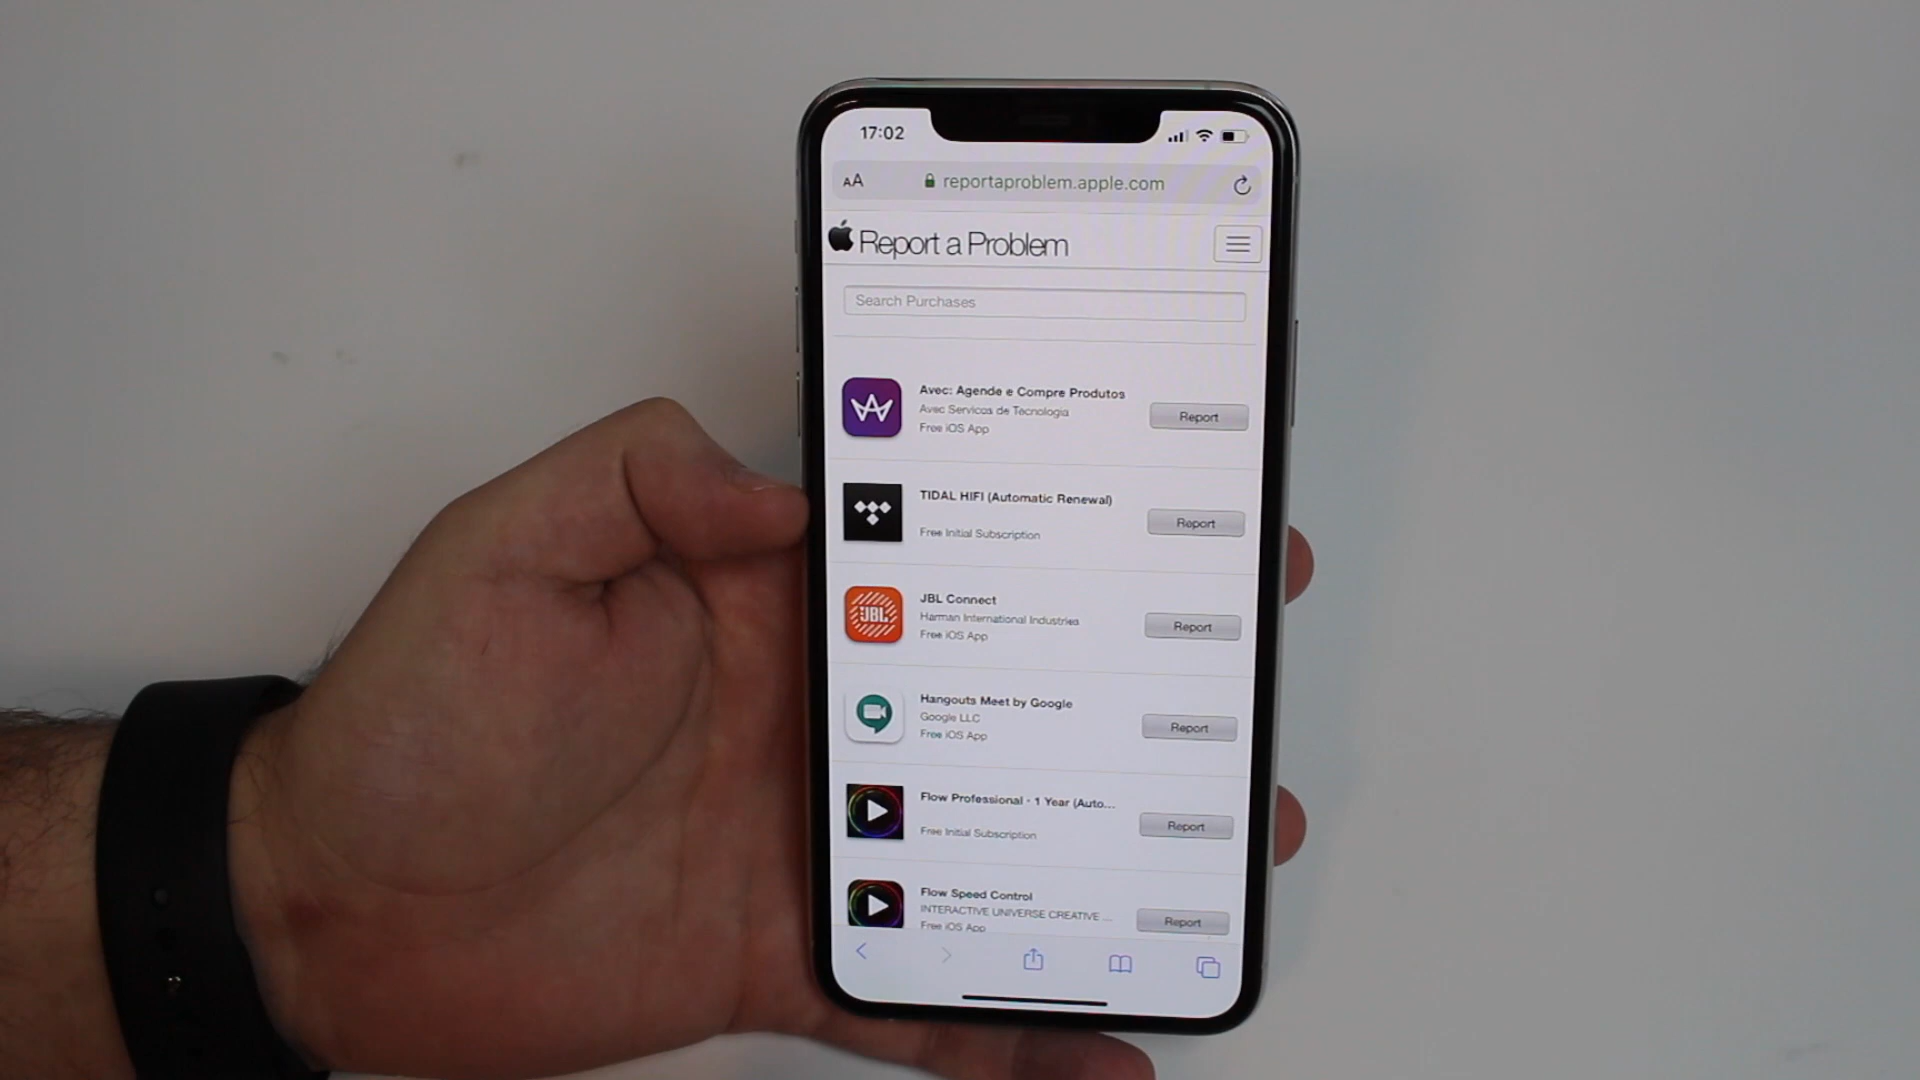 17:02
AA reportaproblem.apple.com
Report a Problem
Search Purchases
Avec: Agende e Compre Produtos
Avec Servicos de Tecnologia
Free iOS App
Report
TIDAL HIFI (Automatic Renewal)
Free Initial Subscription
Report
JBL
JBL Connect
Harman International Industries
Free iOS App
Report
Hangouts Meet by Google
Google LLC
Free iOS App
Report
Flow Professional - 1 Year (Auto...
Free Initial Subscription
Report
Flow Speed Control
INTERACTIVE UNIVERSE CREATIVE ...
Free iOS App
Report